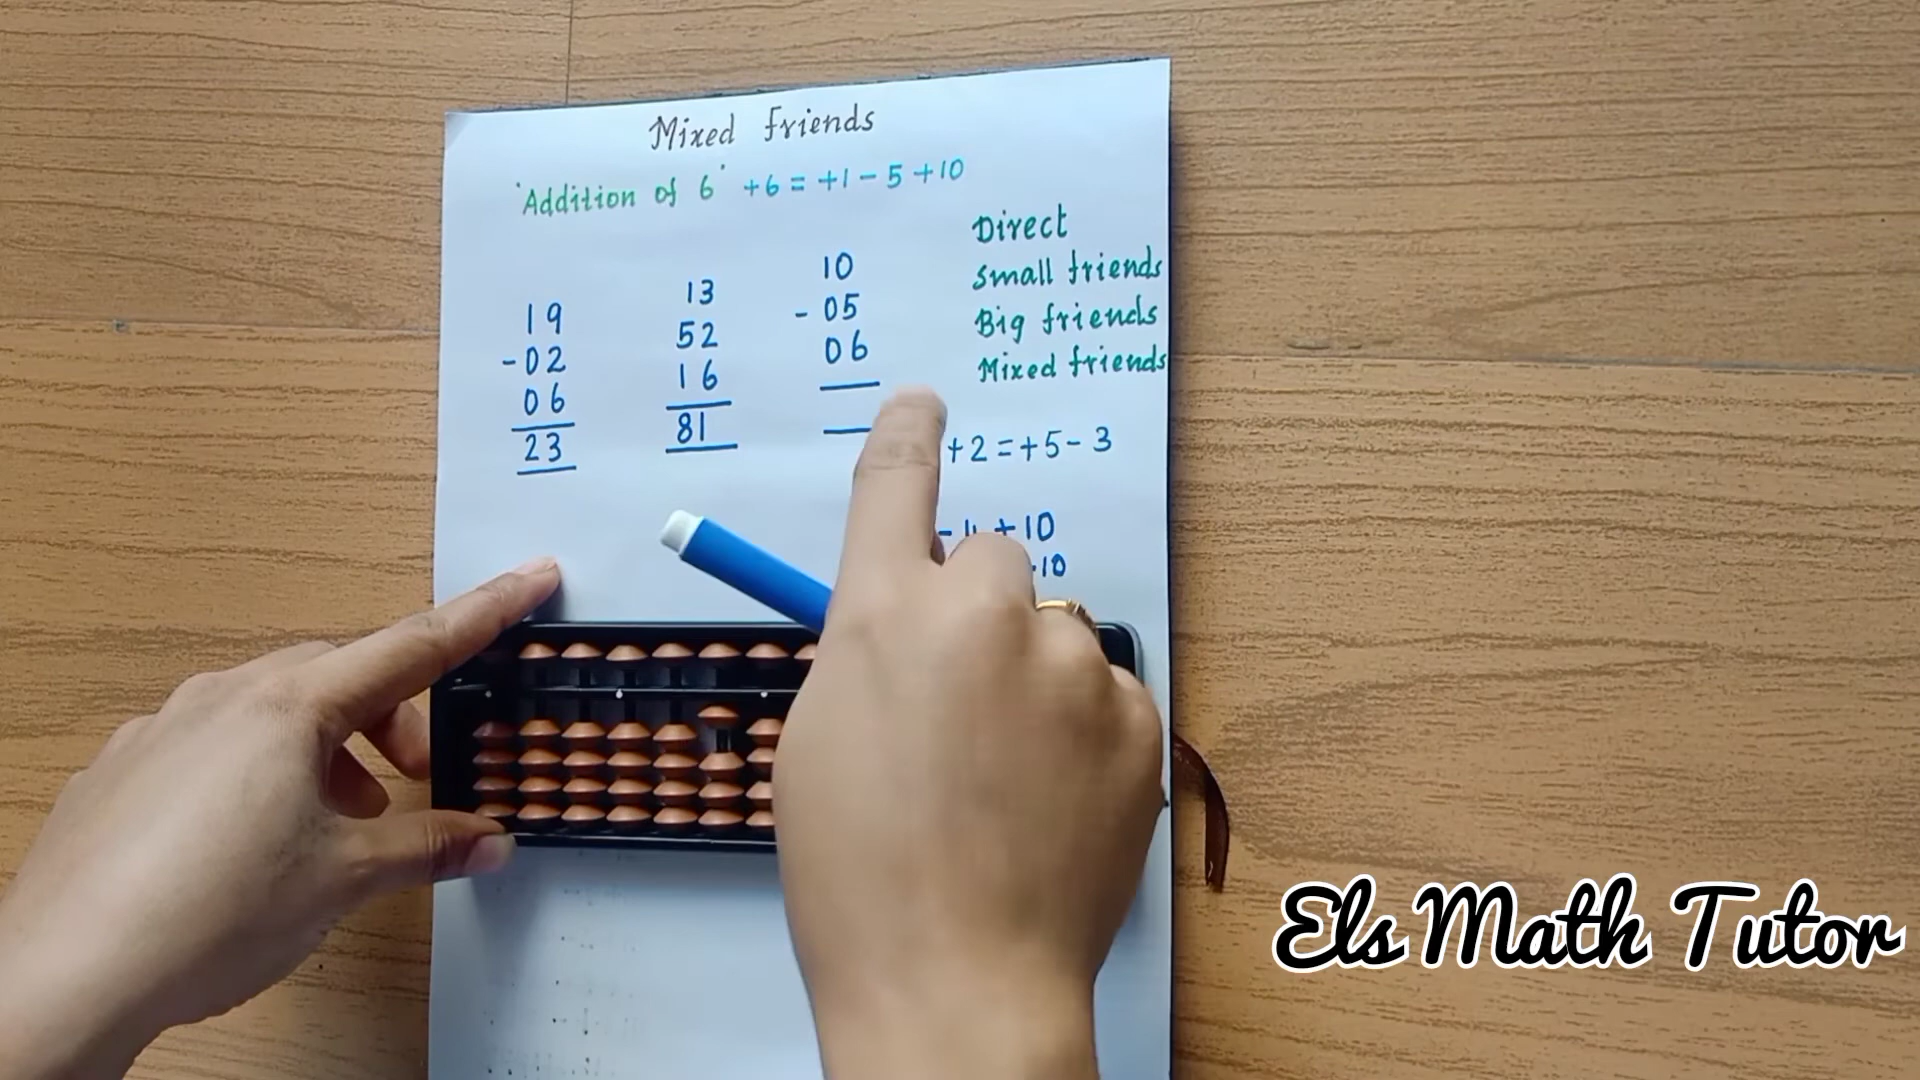 Mixed friends
'Addition of 6' +6 = +1 - 5 +10
19
-02
06
23
13
52
16
81
10
- 05
06
Direct
Small friends
Big friends
Mixed friends
+2 = +5 - 3
+10
10
Els Math Tutor